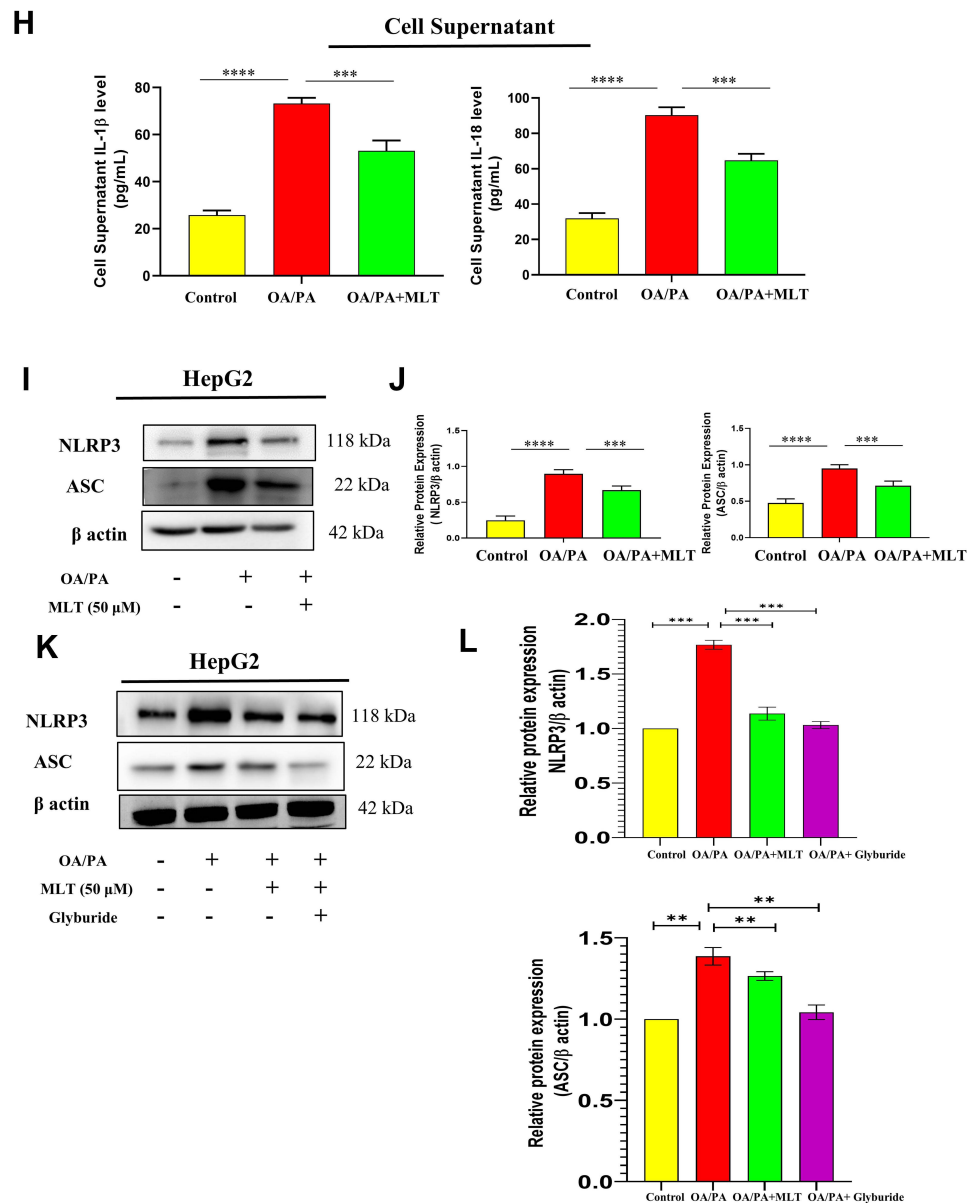 H
Cell Supernatant
**** ***
Cell Supernatant IL-1β level
(pg/mL)
80
60
40
20
0
Control OA/PA OA/PA+MLT
**** ***
Cell Supernatant IL-18 level
(pg/mL)
100
80
60
40
20
0
Control OA/PA OA/PA+MLT
I
HepG2
NLRP3 118 kDa
ASC 22 kDa
β actin 42 kDa
OA/PA - + +
MLT (50 µM) - - +
J
**** ***
Relative Protein Expression
( NLRP3/β actin)
1.5
1.0
0.5
0.0
Control OA/PA OA/PA+MLT
**** ***
Relative Protein Expression
(ASC/β actin)
1.5
1.0
0.5
0.0
Control OA/PA OA/PA+MLT
K
HepG2
NLRP3 118 kDa
ASC 22 kDa
β actin 42 kDa
OA/PA - + + +
MLT (50 µM) - - + +
Glyburide - - - +
L
***
*** ***
Relative protein expression
NLRP3/β actin
2.0
1.5
1.0
0.5
0.0
Control OA/PA OA/PA+MLT OA/PA+ Glyburide
**
** **
Relative protein expression
(ASC/β actin)
1.5
1.0
0.5
0.0
Control OA/PA OA/PA+MLT OA/PA+ Glyburide